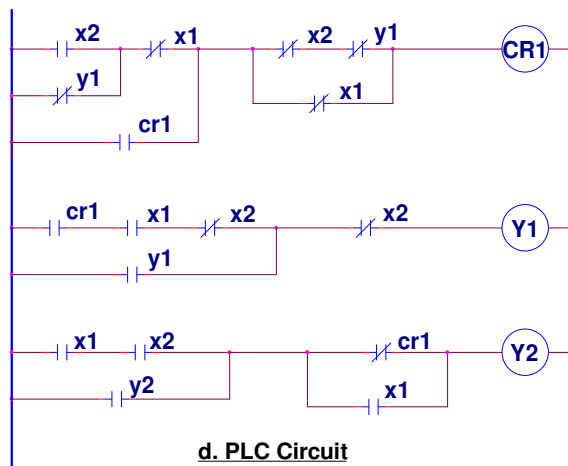 x2 x1 x2 y1 CR1
y1 x1
cr1
cr1 x1 x2 x2 Y1
y1
x1 x2 cr1 Y2
y2 x1
d. PLC Circuit